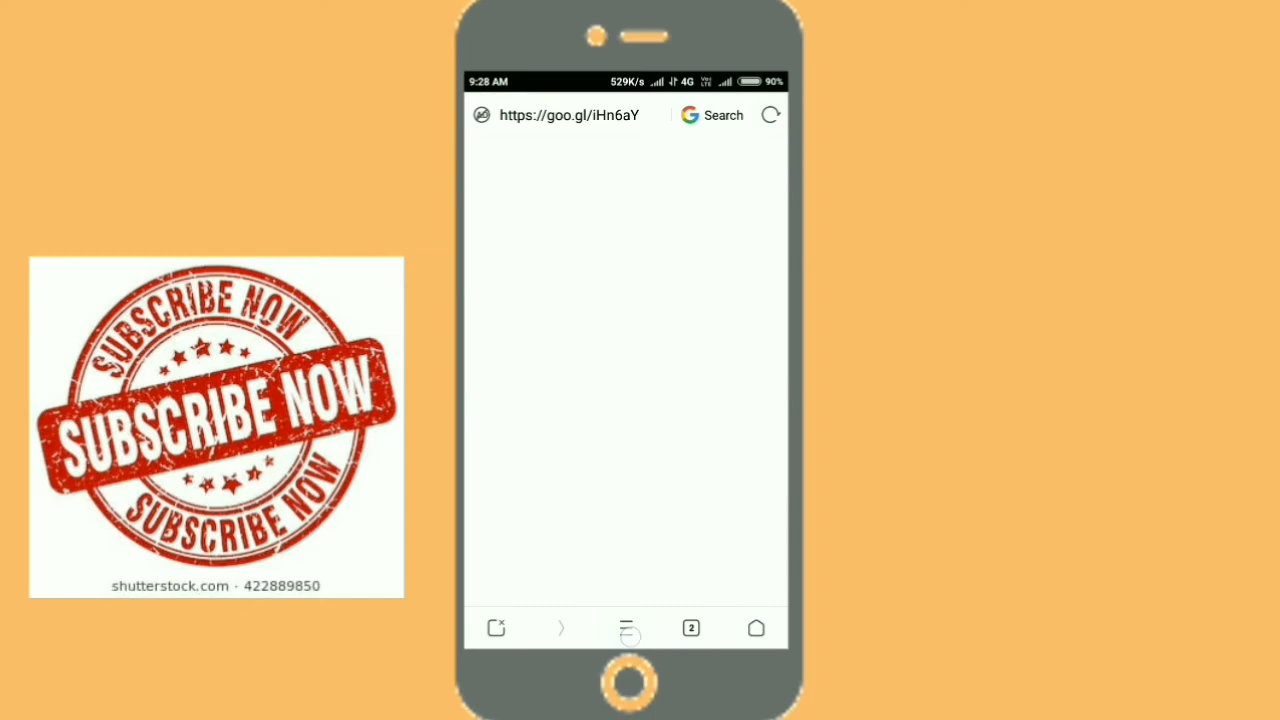 9:28 AM 529K/s 4G VoLTE 90%
https://goo.gl/iHn6aY Search
SUBSCRIBE NOW
SUBSCRIBE NOW
SUBSCRIBE NOW
shutterstock.com · 422889850
2